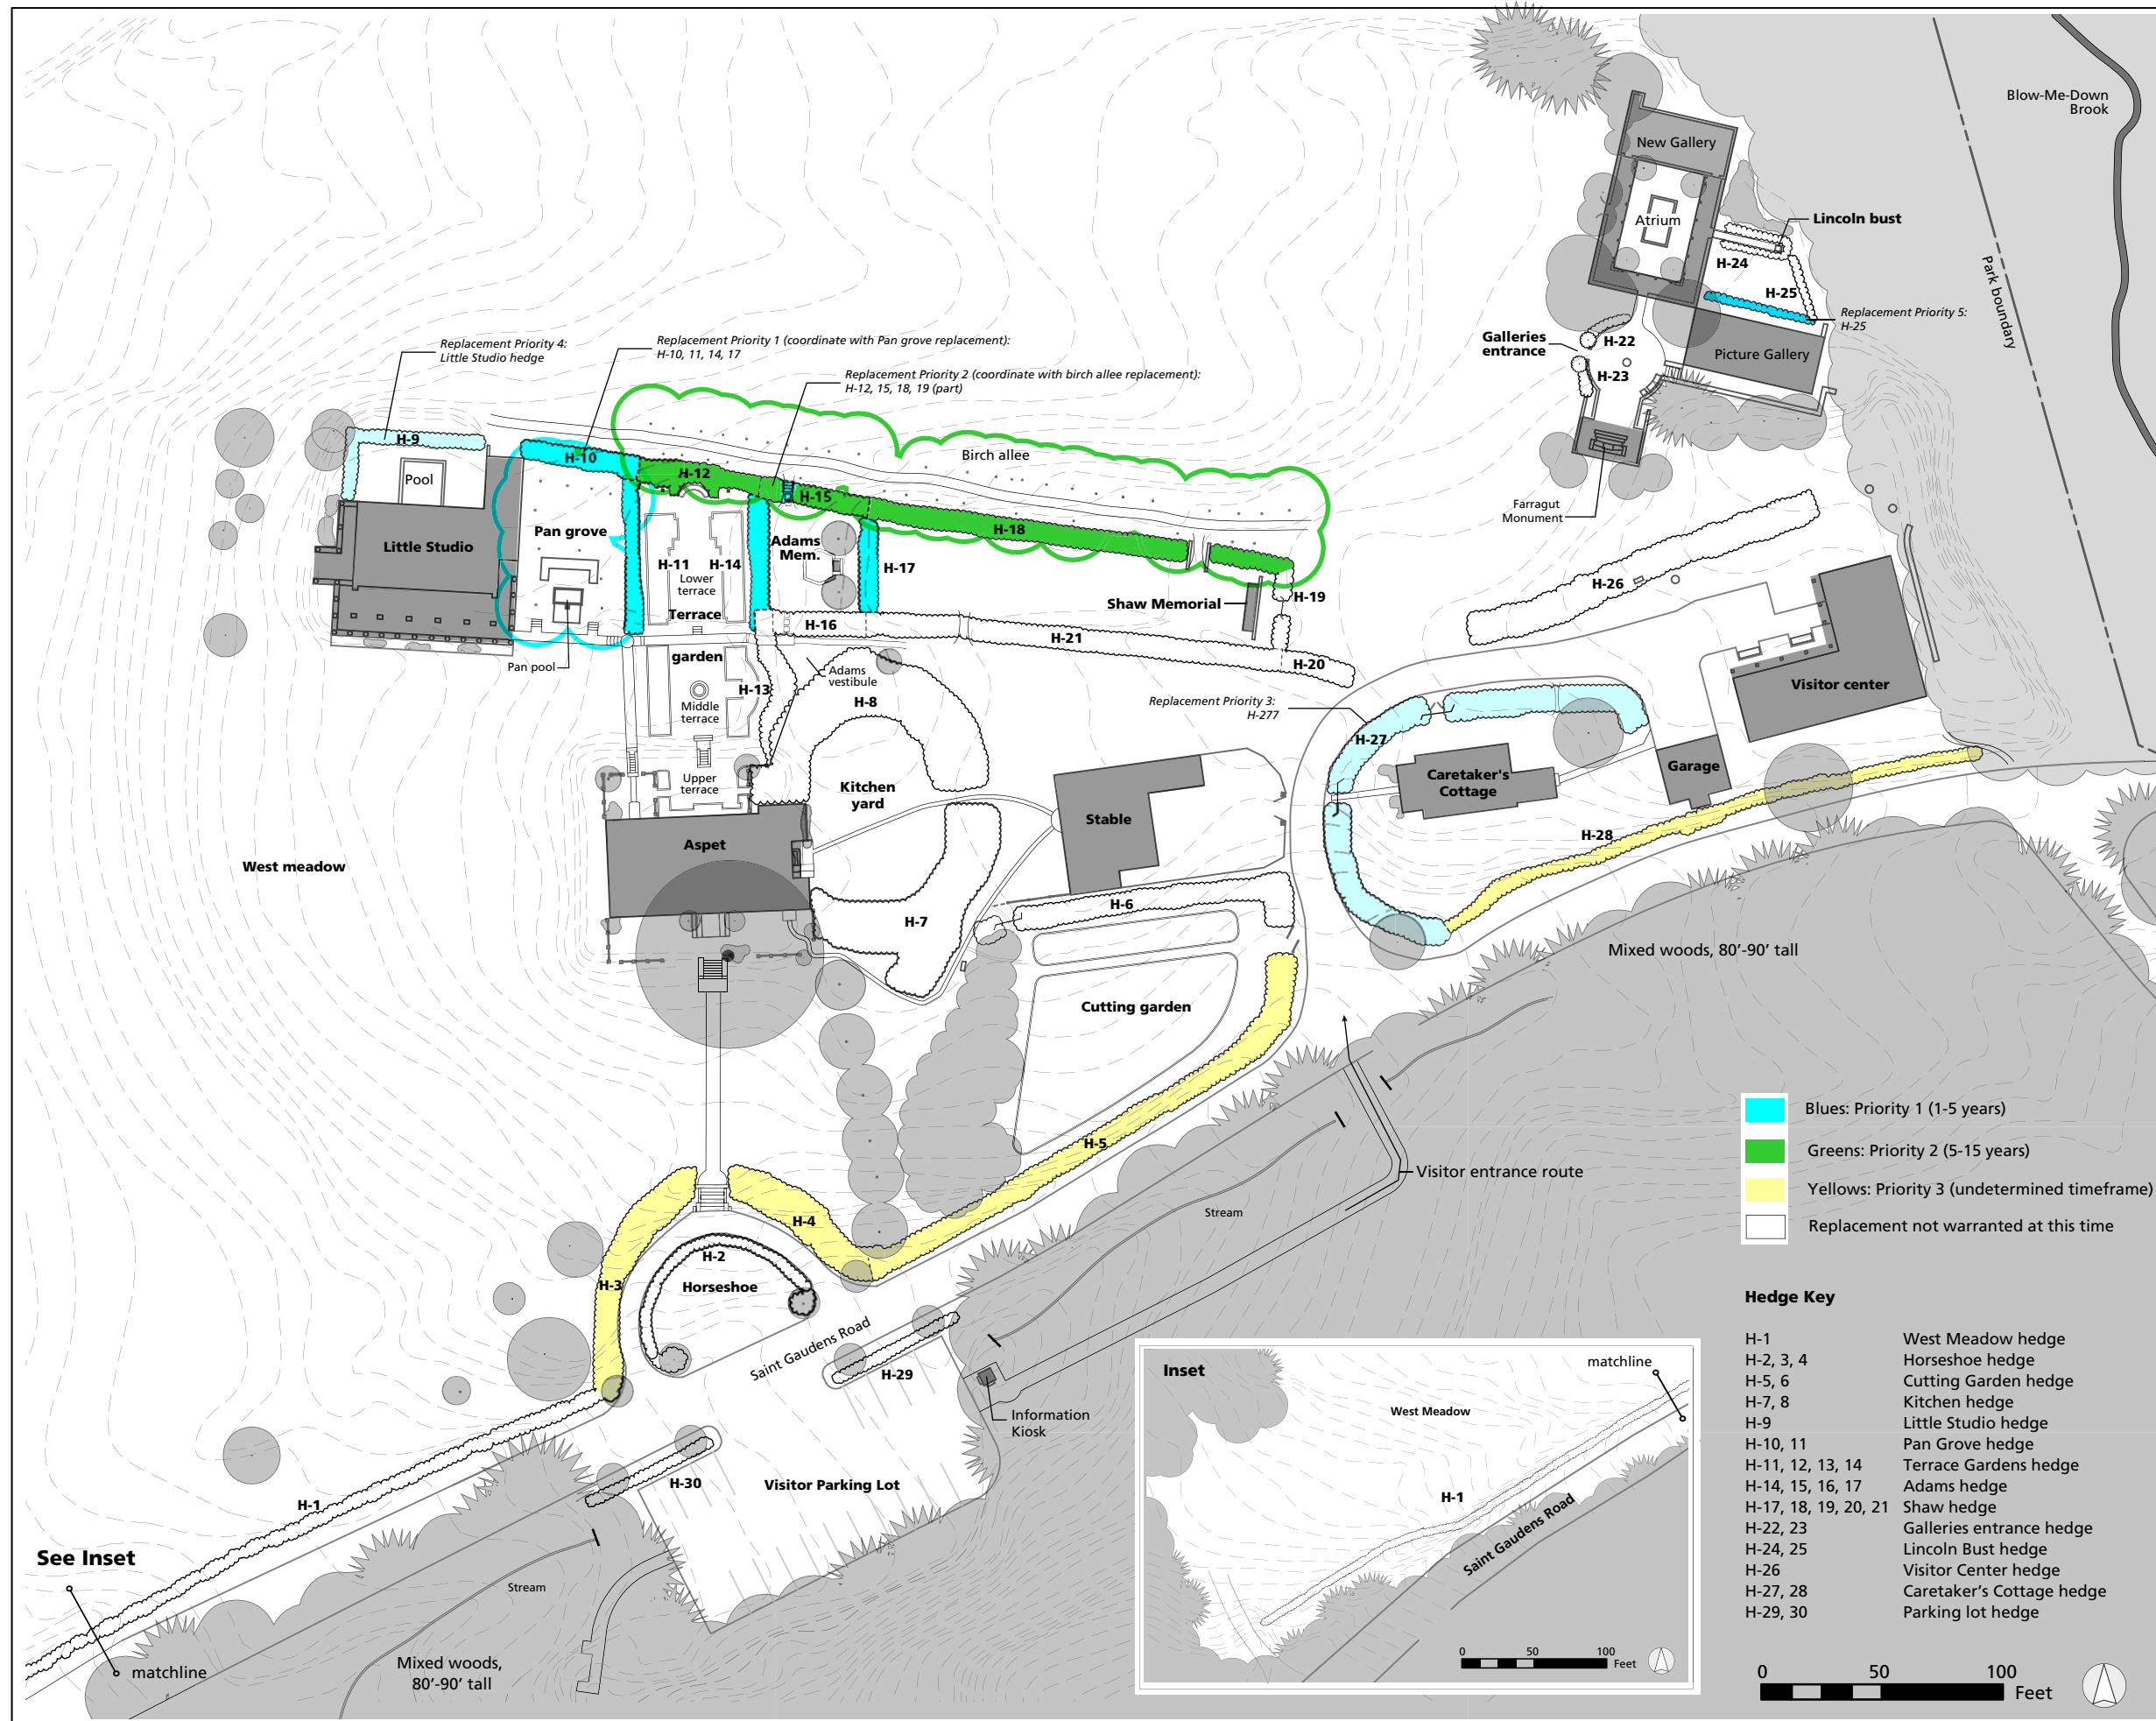 Blow-Me-Down
Brook
New Gallery
Atrium
Lincoln bust
H-24
H-25
Park boundary
Replacement Priority 5:
H-25
Galleries
entrance
H-22
H-23
Picture Gallery
Farragut
Monument
Replacement Priority 4:
Little Studio hedge
Replacement Priority 1 (coordinate with Pan grove replacement):
H-10, 11, 14, 17
Replacement Priority 2 (coordinate with birch allee replacement):
H-12, 15, 18, 19 (part)
H-9
Pool
H-10
H-12
H-15
Birch allee
H-18
Little Studio
Pan grove
Adams
Mem.
H-11
H-14
H-17
Lower
terrace
Terrace
H-16
Shaw Memorial
H-19
H-26
H-21
H-20
Pan pool
garden
Adams
vestibule
H-13
H-8
Middle
terrace
Replacement Priority 3:
H-277
H-27
Visitor center
Upper
terrace
Kitchen
yard
Caretaker's
Cottage
Garage
Stable
Aspet
H-28
West meadow
H-6
H-7
Mixed woods, 80’-90’ tall
Cutting garden
H-5
Visitor entrance route
Stream
H-4
H-2
H-3
Horseshoe
Saint Gaudens Road
H-29
Information
Kiosk
H-30
Visitor Parking Lot
H-1
See Inset
Stream
matchline
Mixed woods,
80’-90’ tall
Inset
matchline
West Meadow
H-1
Saint Gaudens Road
0 50 100
Feet
Blues: Priority 1 (1-5 years)
Greens: Priority 2 (5-15 years)
Yellows: Priority 3 (undetermined timeframe)
Replacement not warranted at this time
Hedge Key
H-1 West Meadow hedge
H-2, 3, 4 Horseshoe hedge
H-5, 6 Cutting Garden hedge
H-7, 8 Kitchen hedge
H-9 Little Studio hedge
H-10, 11 Pan Grove hedge
H-11, 12, 13, 14 Terrace Gardens hedge
H-14, 15, 16, 17 Adams hedge
H-17, 18, 19, 20, 21 Shaw hedge
H-22, 23 Galleries entrance hedge
H-24, 25 Lincoln Bust hedge
H-26 Visitor Center hedge
H-27, 28 Caretaker’s Cottage hedge
H-29, 30 Parking lot hedge
0 50 100
Feet